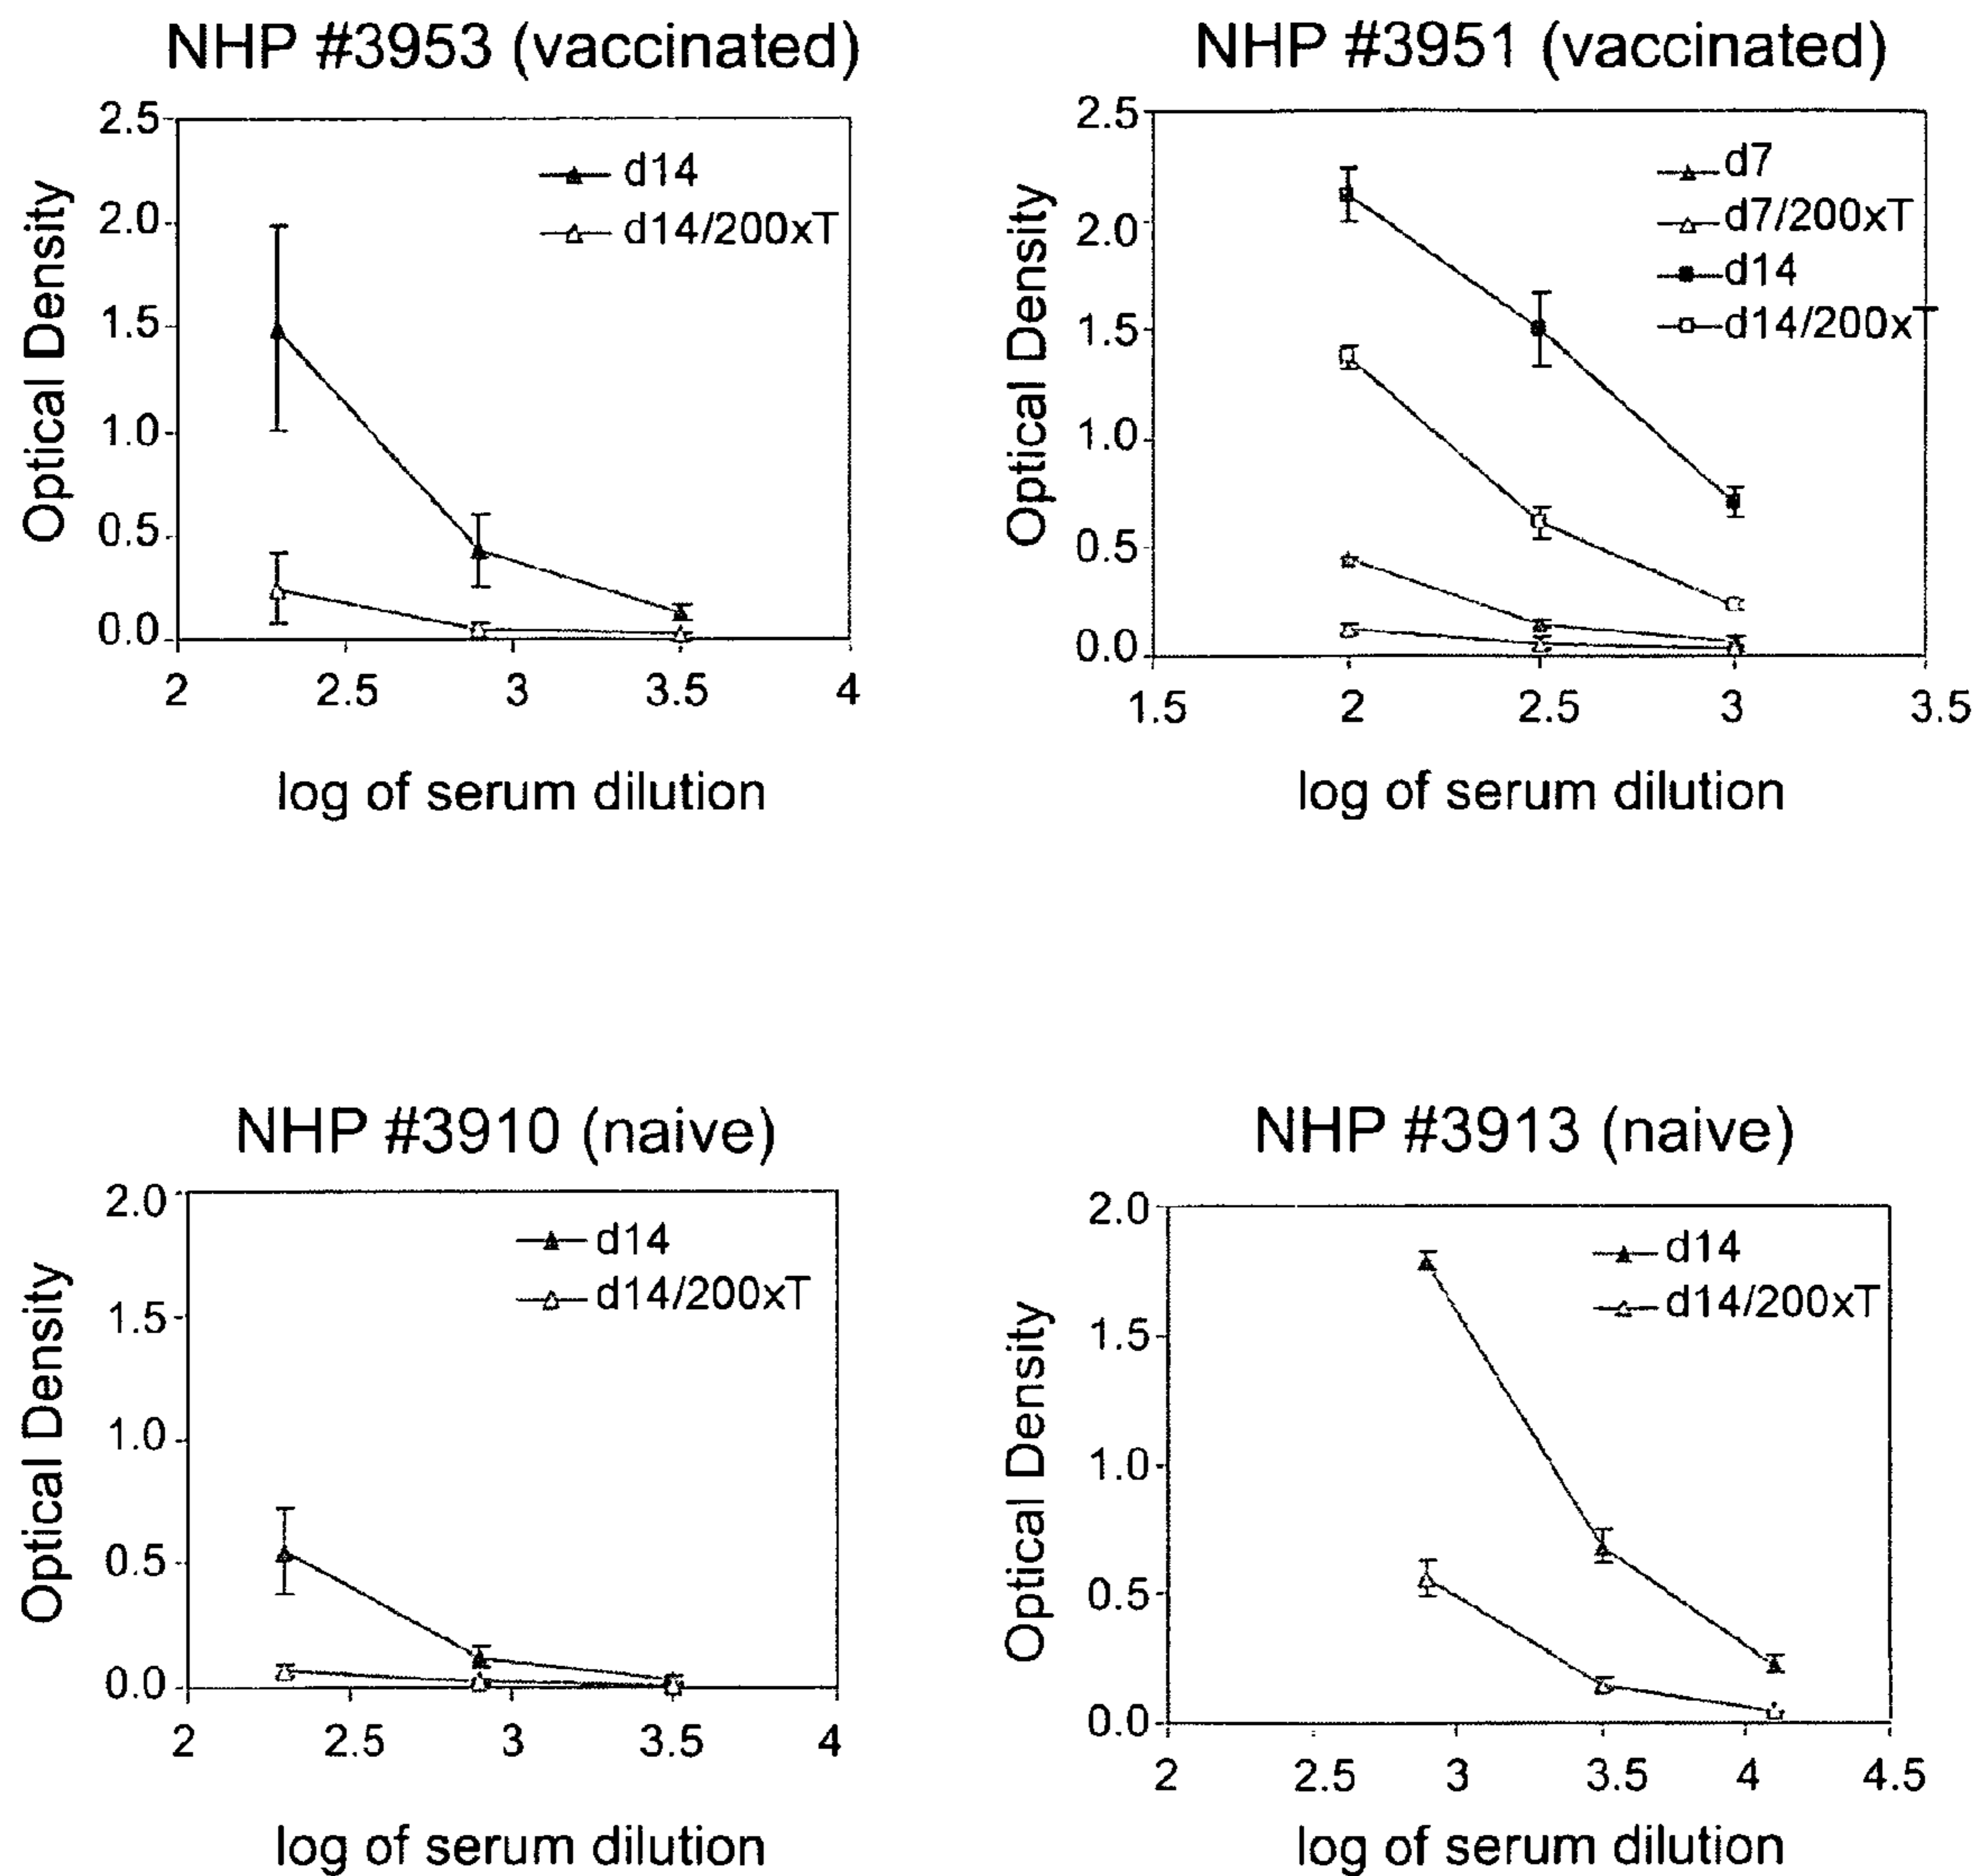 NHP #3953 (vaccinated)
2.5
2.0
1.5
1.0
0.5
0.0
Optical Density
d14
d14/200xT
2 2.5 3 3.5 4
log of serum dilution
NHP #3951 (vaccinated)
2.5
2.0
1.5
1.0
0.5
0.0
Optical Density
d7
d7/200xT
d14
d14/200xT
1.5 2 2.5 3 3.5
log of serum dilution
NHP #3910 (naive)
2.0
1.5
1.0
0.5
0.0
Optical Density
d14
d14/200xT
2 2.5 3 3.5 4
log of serum dilution
NHP #3913 (naive)
2.0
1.5
1.0
0.5
0.0
Optical Density
d14
d14/200xT
2 2.5 3 3.5 4 4.5
log of serum dilution